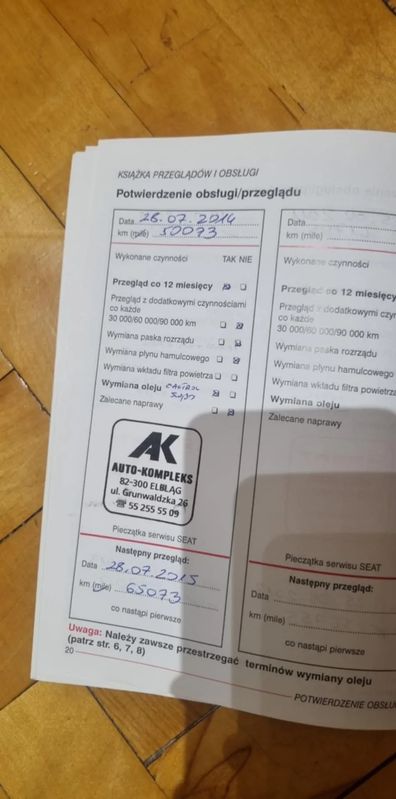 KSIĄŻKA PRZEGLĄDÓW I OBSŁUGI
Potwierdzenie obsługi/przeglądu
Data 28.07.2014
km (mile) 50073
Wykonane czynności TAK NIE
Przegląd co 12 miesięcy
Przegląd z dodatkowymi czynnościami
co każde
30 000/60 000/90 000 km
Wymiana paska rozrządu
Wymiana płynu hamulcowego
Wymiana wkładu filtra powietrza
Wymiana oleju CASTROL
Zalecane naprawy
AK
AUTO-KOMPLEKS
82-300 ELBLĄG
ul. Grunwaldzka 26
☎ 55 255 55 09
Pieczątka serwisu SEAT
Następny przegląd:
Data 28.07.2015
km (mile) 65073
co nastąpi pierwsze
Data
km (mile)
Wykonane czynności
Przegląd co 12 miesięcy
Przegląd z dodatkowymi
co każde
30 000/60 000/90 000 km
Wymiana paska rozrządu
Wymiana płynu hamulcowego
Wymiana wkładu filtra powietrza
Wymiana oleju
Zalecane naprawy
Pieczątka serwisu SEAT
Następny przegląd:
Data
km (mile)
co nastąpi pierwsze
Uwaga: Należy zawsze przestrzegać terminów wymiany oleju
(patrz str. 6, 7, 8)
20
POTWIERDZENIE